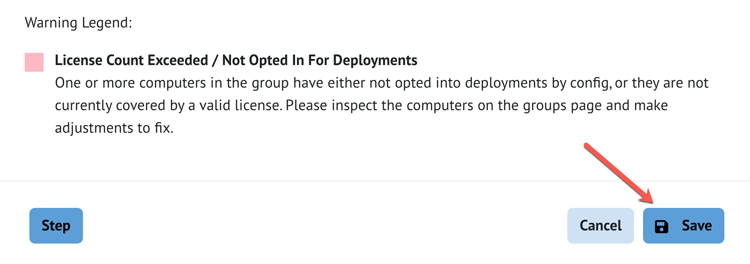 Warning Legend:
License Count Exceeded / Not Opted In For Deployments
One or more computers in the group have either not opted into deployments by config, or they are not
currently covered by a valid license. Please inspect the computers on the groups page and make
adjustments to fix.
Step
Cancel
Save